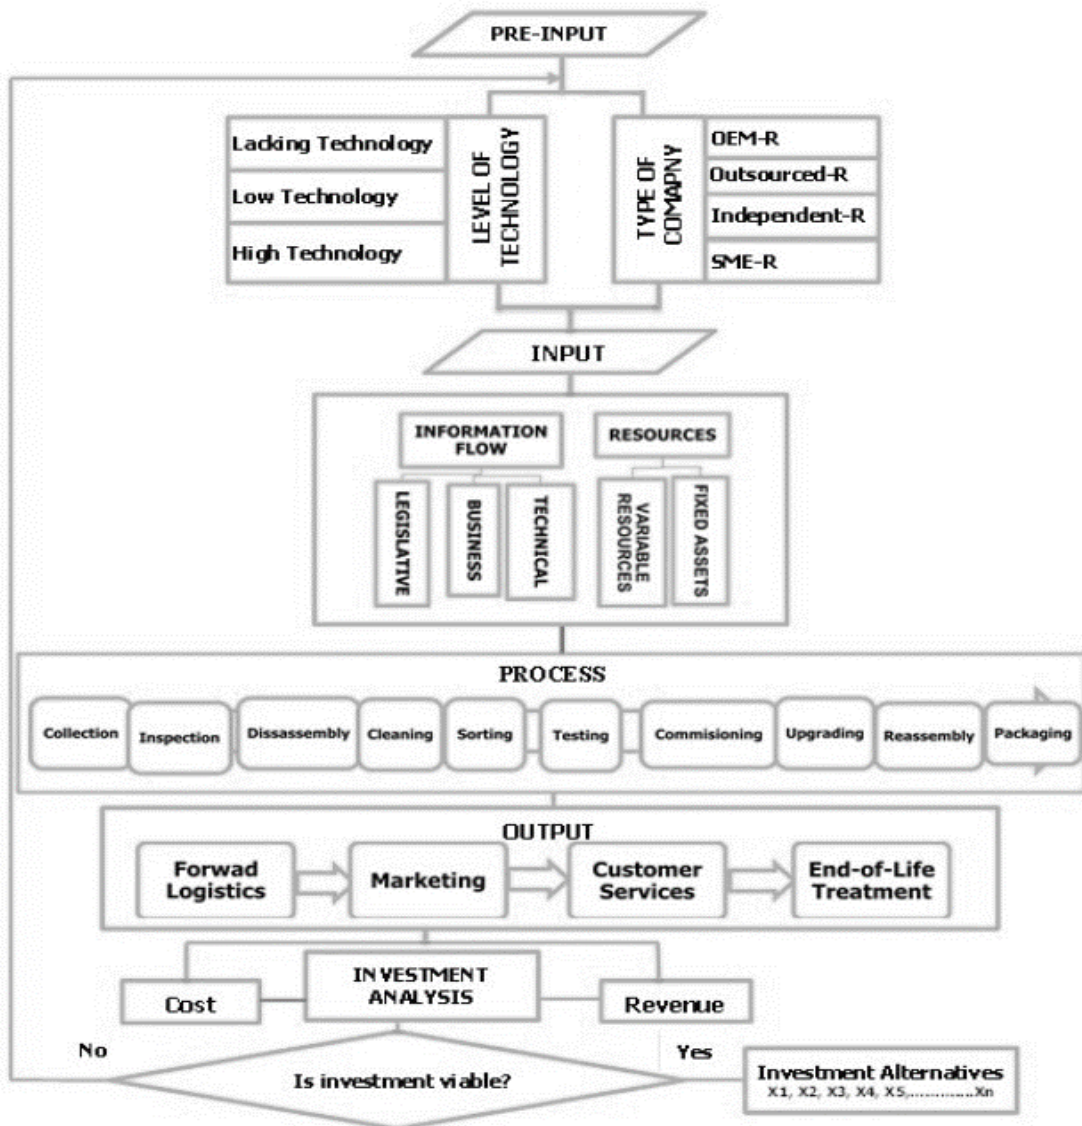 PRE-INPUT
Lacking Technology
Low Technology
High Technology
LEVEL OF
TECHNOLOGY
TYPE OF
COMAPNY
OEM-R
Outsourced-R
Independent-R
SME-R
INPUT
INFORMATION
FLOW
LEGISLATIVE
BUSINESS
TECHNICAL
RESOURCES
VARIABLE
RESOURCES
FIXED ASSETS
PROCESS
Collection
Inspection
Dissassembly
Cleaning
Sorting
Testing
Commisioning
Upgrading
Reassembly
Packaging
OUTPUT
Forwad
Logistics
Marketing
Customer
Services
End-of-Life
Treatment
Cost
INVESTMENT
ANALYSIS
Revenue
No
Is investment viable?
Yes
Investment Alternatives
X1, X2, X3, X4, X5,..............Xn